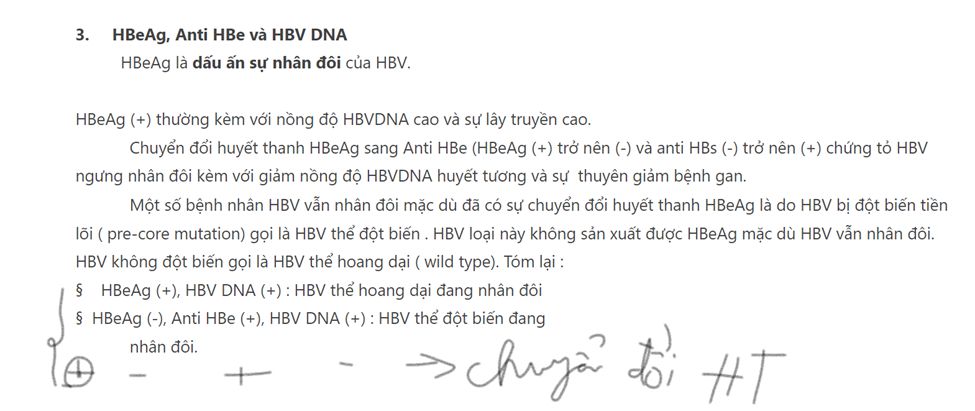 3. HBeAg, Anti HBe và HBV DNA
HBeAg là dấu ấn sự nhân đôi của HBV.
HBeAg (+) thường kèm với nồng độ HBVDNA cao và sự lây truyền cao.
Chuyển đổi huyết thanh HBeAg sang Anti HBe (HBeAg (+) trở nên (-) và anti HBs (-) trở nên (+) chứng tỏ HBV
ngưng nhân đôi kèm với giảm nồng độ HBVDNA huyết tương và sự thuyên giảm bệnh gan.
Một số bệnh nhân HBV vẫn nhân đôi mặc dù đã có sự chuyển đổi huyết thanh HBeAg là do HBV bị đột biến tiền
lõi ( pre-core mutation) gọi là HBV thể đột biến . HBV loại này không sản xuất được HBeAg mặc dù HBV vẫn nhân đôi.
HBV không đột biến gọi là HBV thể hoang dại ( wild type). Tóm lại :
§ HBeAg (+), HBV DNA (+) : HBV thể hoang dại đang nhân đôi
§ HBeAg (-), Anti HBe (+), HBV DNA (+) : HBV thể đột biến đang
nhân đôi.
⊕ - + - → chuyển đổi HT